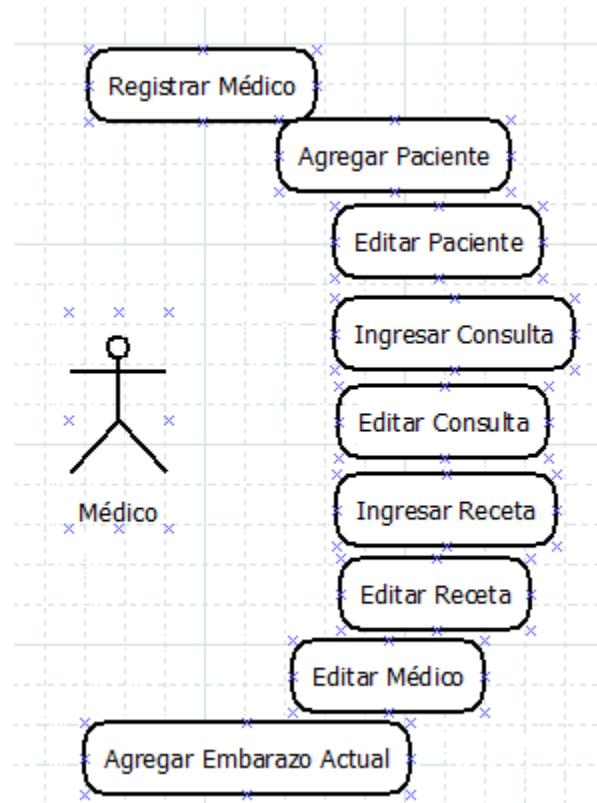 Registrar Médico
Agregar Paciente
Editar Paciente
Ingresar Consulta
Editar Consulta
Médico
Ingresar Receta
Editar Receta
Editar Médico
Agregar Embarazo Actual